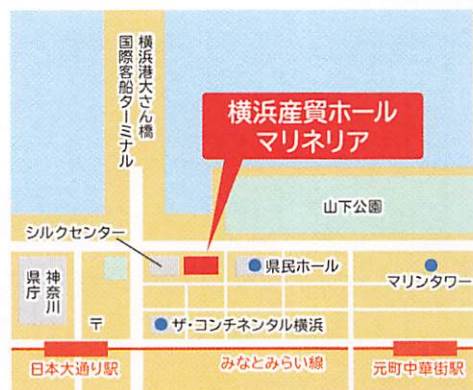 横浜港大さん橋
国際客船ターミナル
横浜産貿ホール
マリネリア
山下公園
シルクセンター
神奈川
県庁
県民ホール
マリンタワー
〒
ザ・コンチネンタル横浜
日本大通り駅
みなとみらい線
元町中華街駅